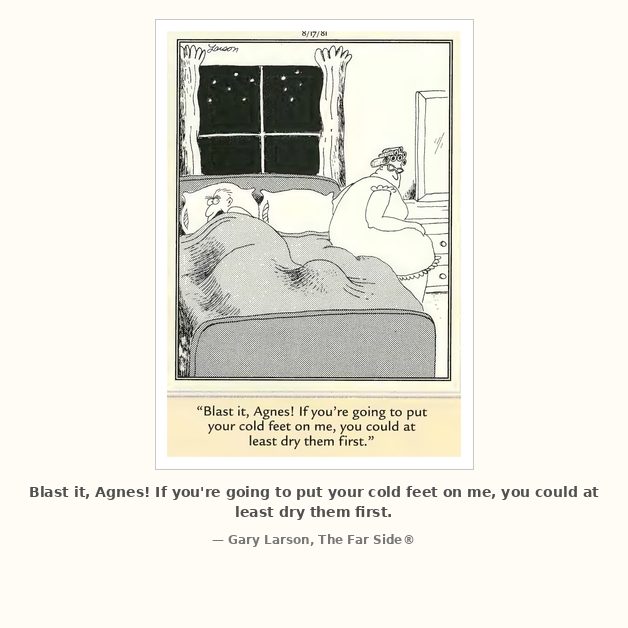 8/17/81
Larson
“Blast it, Agnes! If you’re going to put
your cold feet on me, you could at
least dry them first.”
Blast it, Agnes! If you're going to put your cold feet on me, you could at
least dry them first.
— Gary Larson, The Far Side®